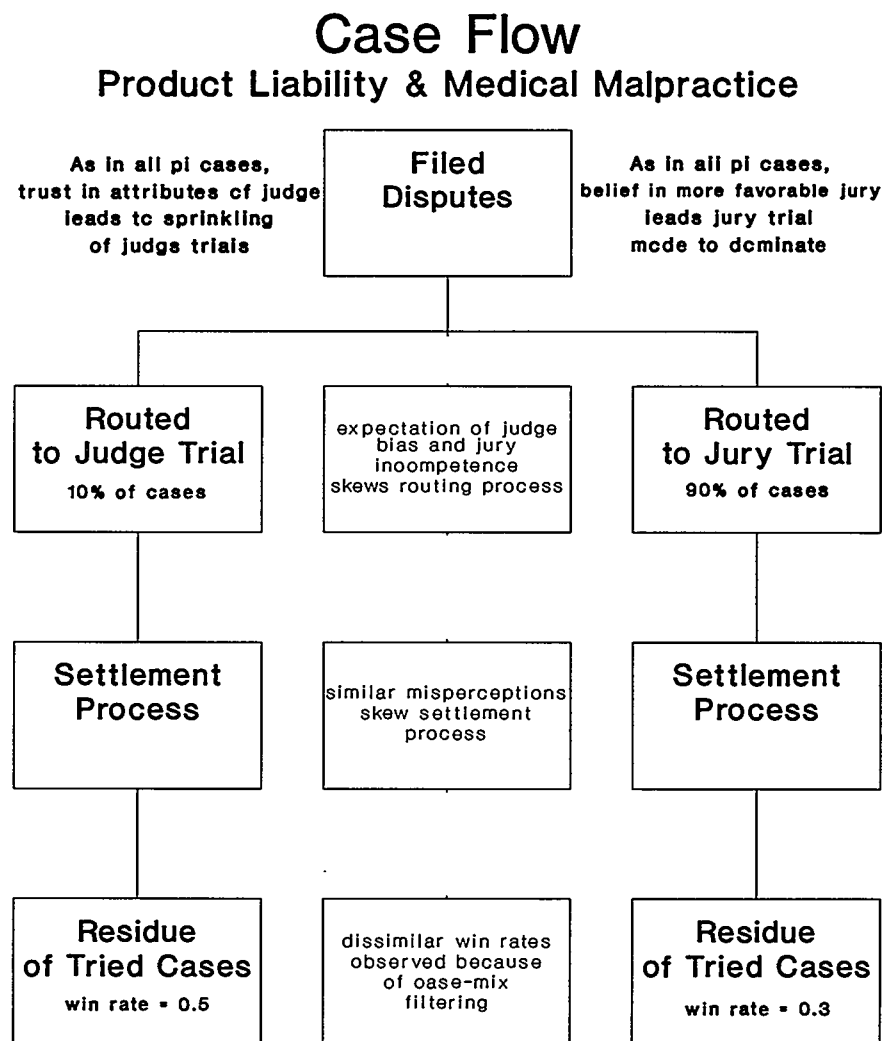 Case Flow
Product Liability & Medical Malpractice
As in all pi cases,
trust in attributes cf judge
leads tc sprinkling
of judgs trials
Filed
Disputes
As in all pi cases,
belief in more favorable jury
leads jury trial
mcde to dcminate
Routed
to Judge Trial
10% of cases
expectation of judge
bias and jury
incompetence
skews routing process
Routed
to Jury Trial
90% of cases
Settlement
Process
similar misperceptions
skew settlement
process
Settlement
Process
Residue
of Tried Cases
win rate = 0.5
dissimilar win rates
observed because
of case-mix
filtering
Residue
of Tried Cases
win rate = 0.3